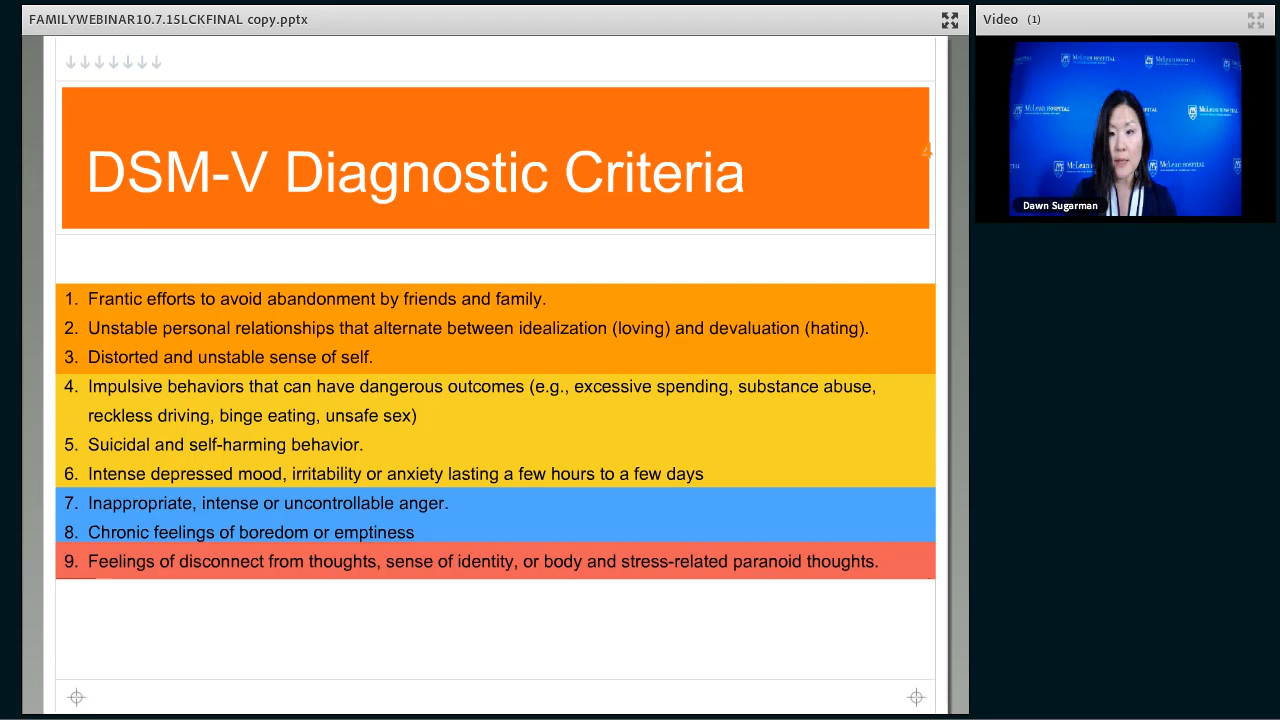 FAMILYWEBINAR10.7.15LCKFINAL copy.pptx
Video (1)
DSM-V Diagnostic Criteria
4
McLean HOSPITAL
Dawn Sugarman
1. Frantic efforts to avoid abandonment by friends and family.
2. Unstable personal relationships that alternate between idealization (loving) and devaluation (hating).
3. Distorted and unstable sense of self.
4. Impulsive behaviors that can have dangerous outcomes (e.g., excessive spending, substance abuse,
reckless driving, binge eating, unsafe sex)
5. Suicidal and self-harming behavior.
6. Intense depressed mood, irritability or anxiety lasting a few hours to a few days
7. Inappropriate, intense or uncontrollable anger.
8. Chronic feelings of boredom or emptiness
9. Feelings of disconnect from thoughts, sense of identity, or body and stress-related paranoid thoughts.